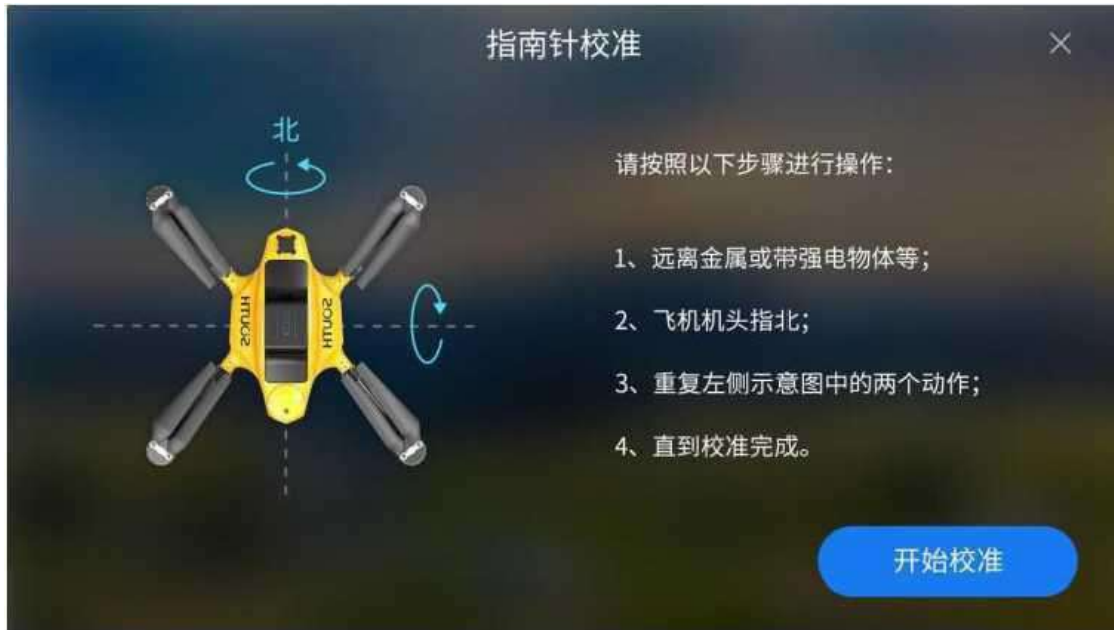 指南针校准
北
SOUTH
SOUTH
请按照以下步骤进行操作：
1、远离金属或带强电物体等；
2、飞机机头指北；
3、重复左侧示意图中的两个动作；
4、直到校准完成。
开始校准